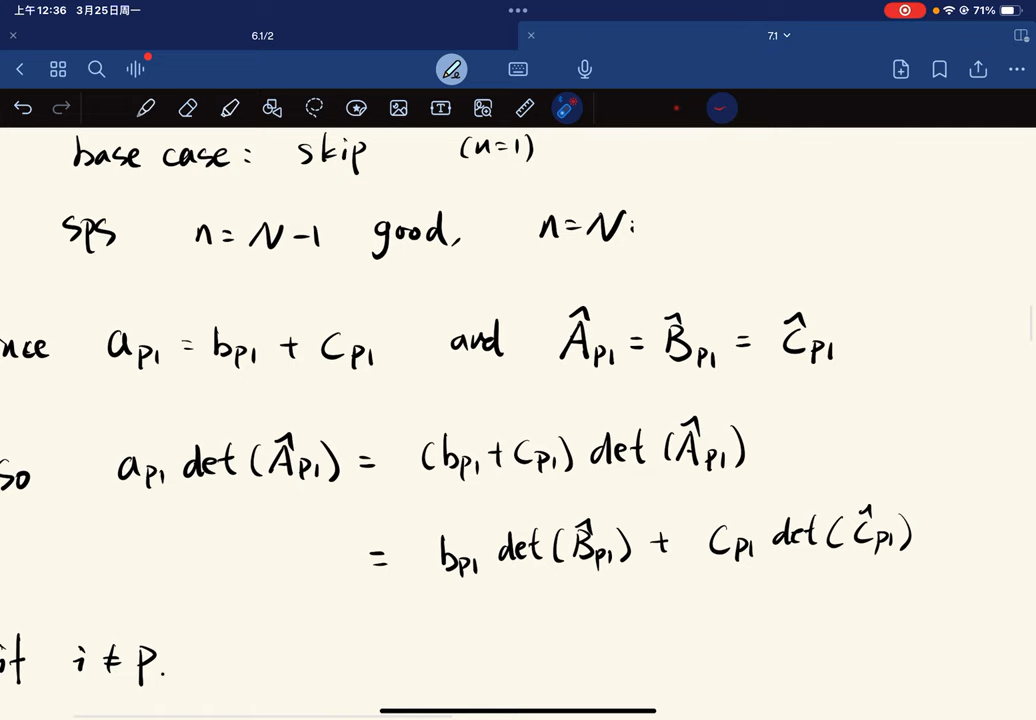 上午12:36 3月25日周一
71%
6.1/2
7.1
base case: skip (n=1)
sps n = N-1 good, n=N:
nce a_{p1} = b_{p1} + c_{p1} and Â_{p1} = B̂_{p1} = Ĉ_{p1}
so a_{p1} det(Â_{p1}) = (b_{p1}+c_{p1}) det(Â_{p1})
= b_{p1} det(B̂_{p1}) + c_{p1} det(Ĉ_{p1})
if i ≠ p.